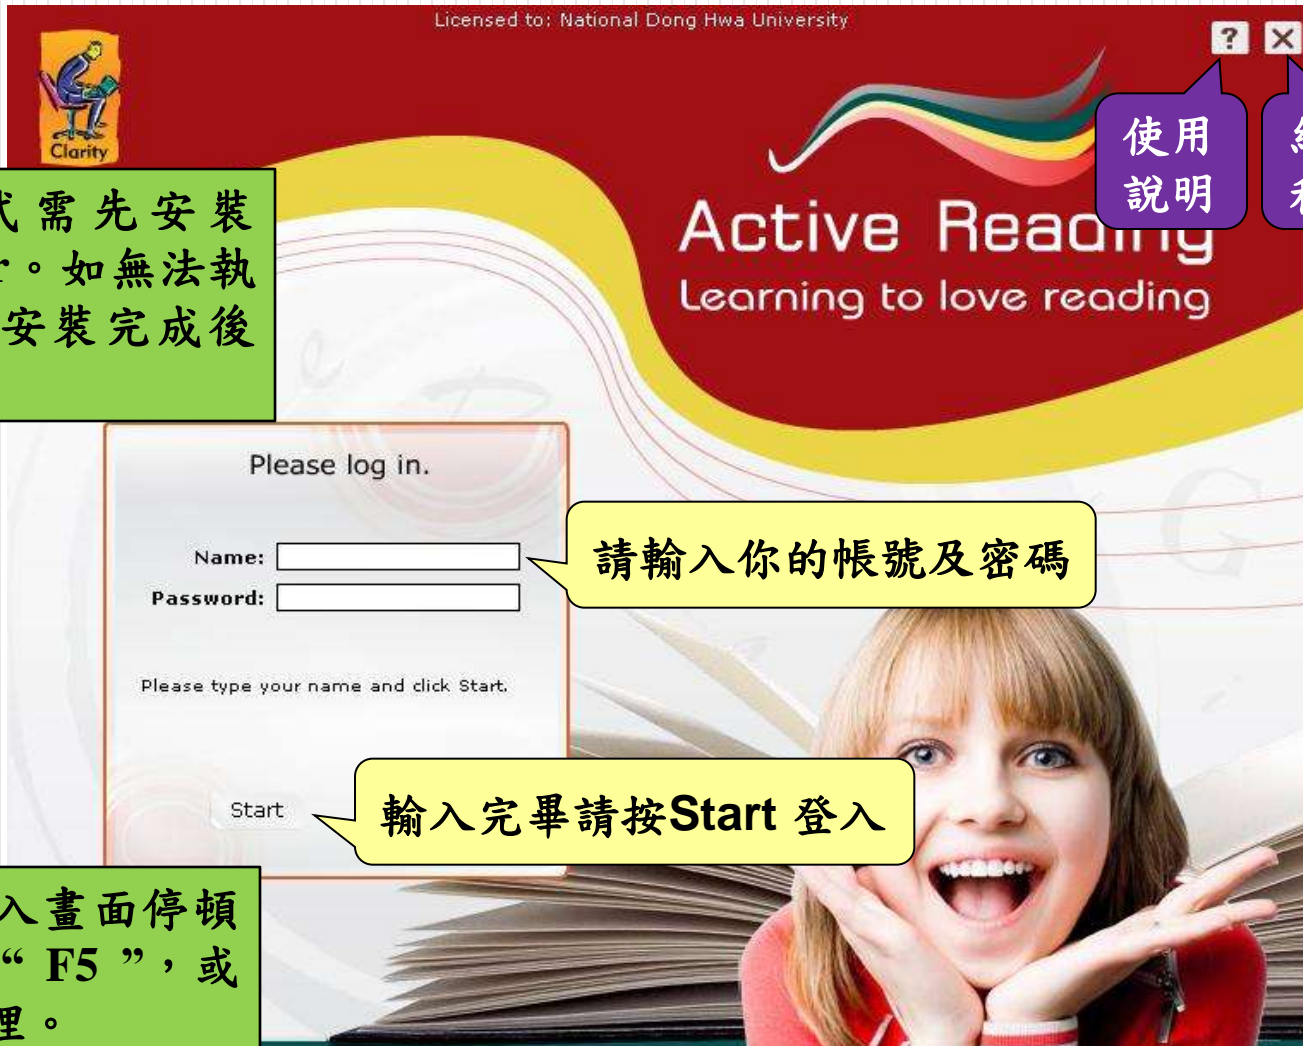 Licensed to: National Dong Hwa University
?
Clarity
使用
說明
Active Reading
Learning to love reading
需先安裝
。如無法執
安裝完成後
Please log in.
Name:
請輸入你的帳號及密碼
Password:
Please type your name and click Start.
Start
輸入完畢請按Start 登入
入畫面停頓
“ F5 ”，或
理。